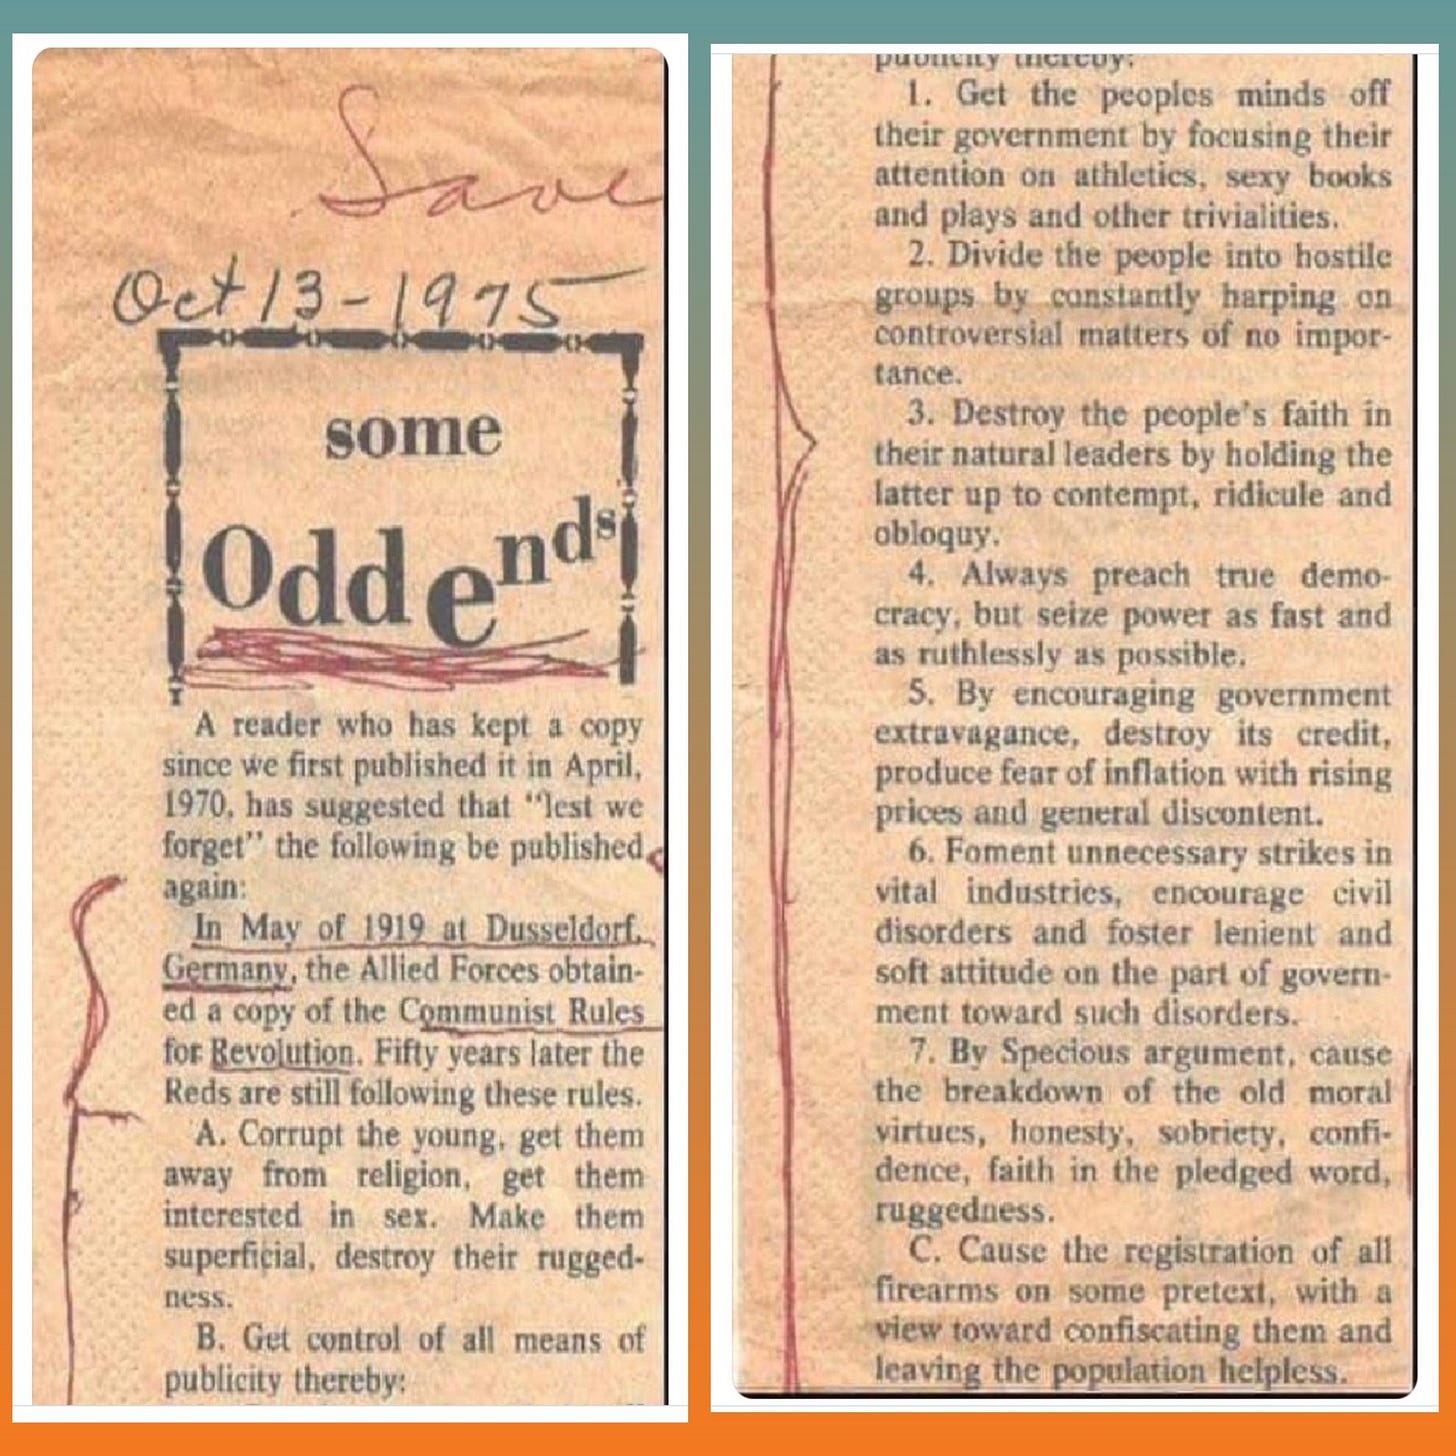 Save
Oct 13-1975
some
Odd ends
A reader who has kept a copy
since we first published it in April,
1970, has suggested that "lest we
forget" the following be published
again:
In May of 1919 at Dusseldorf,
Germany, the Allied Forces obtain-
ed a copy of the Communist Rules
for Revolution. Fifty years later the
Reds are still following these rules.
A. Corrupt the young, get them
away from religion, get them
interested in sex. Make them
superficial, destroy their rugged-
ness.
B. Get control of all means of
publicity thereby:
publicity thereby:
1. Get the peoples minds off
their government by focusing their
attention on athletics, sexy books
and plays and other trivialities.
2. Divide the people into hostile
groups by constantly harping on
controversial matters of no impor-
tance.
3. Destroy the people's faith in
their natural leaders by holding the
latter up to contempt, ridicule and
obloquy.
4. Always preach true demo-
cracy, but seize power as fast and
as ruthlessly as possible.
5. By encouraging government
extravagance, destroy its credit,
produce fear of inflation with rising
prices and general discontent.
6. Foment unnecessary strikes in
vital industries, encourage civil
disorders and foster lenient and
soft attitude on the part of govern-
ment toward such disorders.
7. By Specious argument, cause
the breakdown of the old moral
virtues, honesty, sobriety, confi-
dence, faith in the pledged word,
ruggedness.
C. Cause the registration of all
firearms on some pretext, with a
view toward confiscating them and
leaving the population helpless.